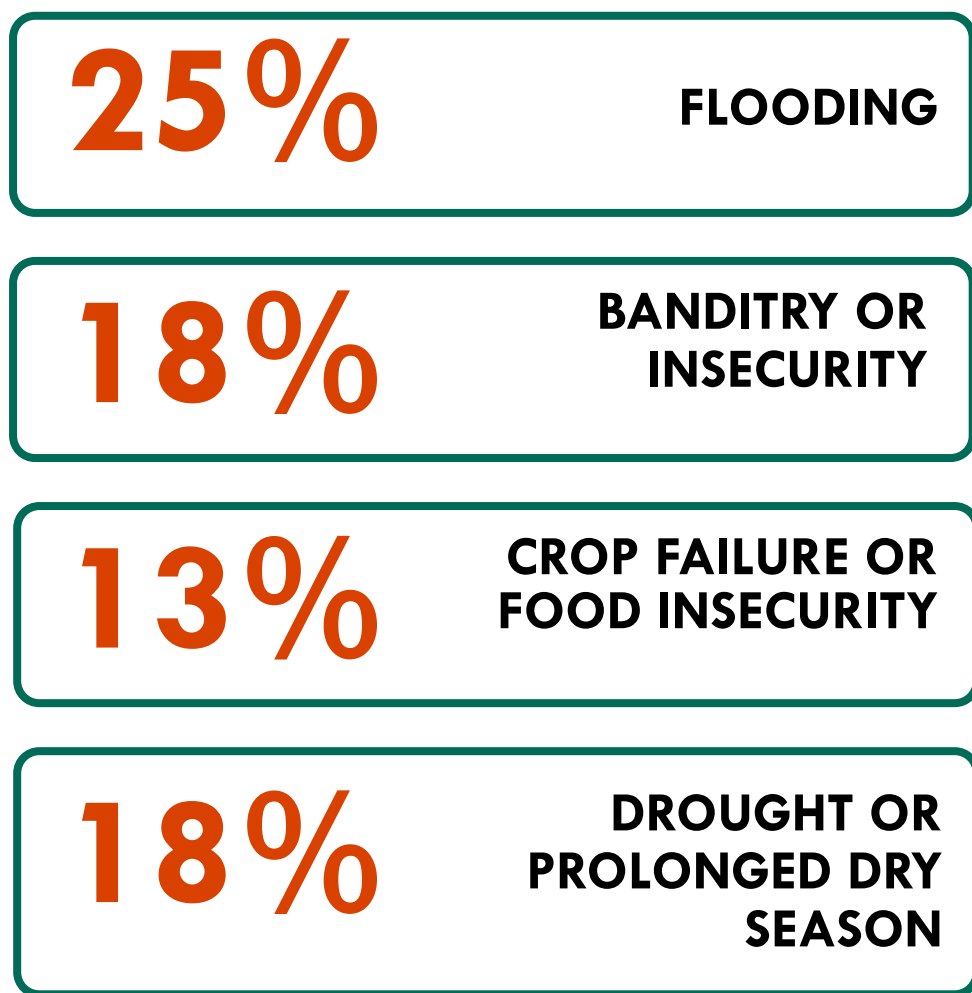 25%
FLOODING
18%
BANDITRY OR
INSECURITY
13%
CROP FAILURE OR
FOOD INSECURITY
18%
DROUGHT OR
PROLONGED DRY
SEASON